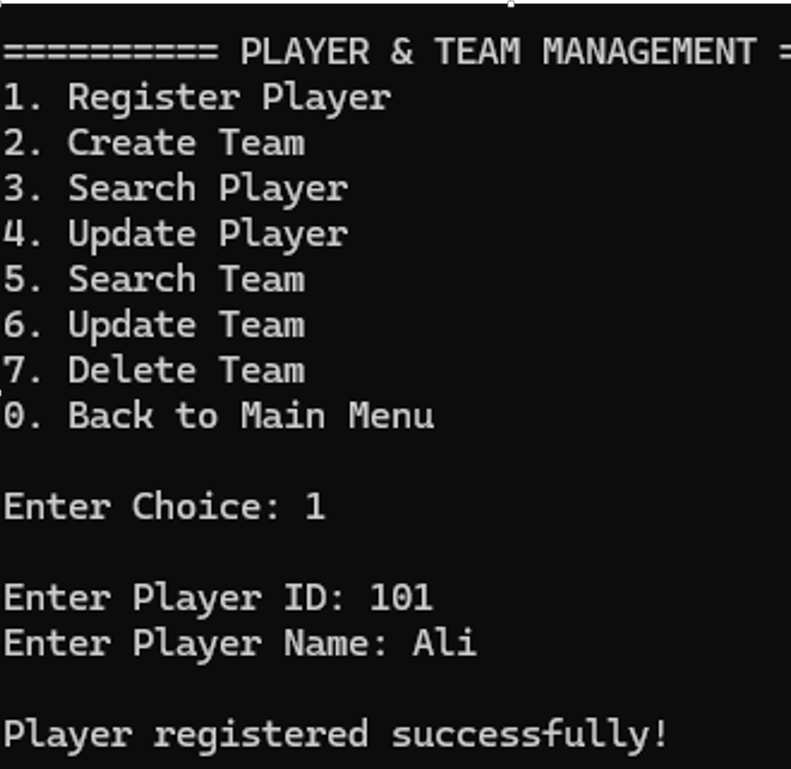 ========== PLAYER & TEAM MANAGEMENT =
1. Register Player
2. Create Team
3. Search Player
4. Update Player
5. Search Team
6. Update Team
7. Delete Team
0. Back to Main Menu
Enter Choice: 1
Enter Player ID: 101
Enter Player Name: Ali
Player registered successfully!